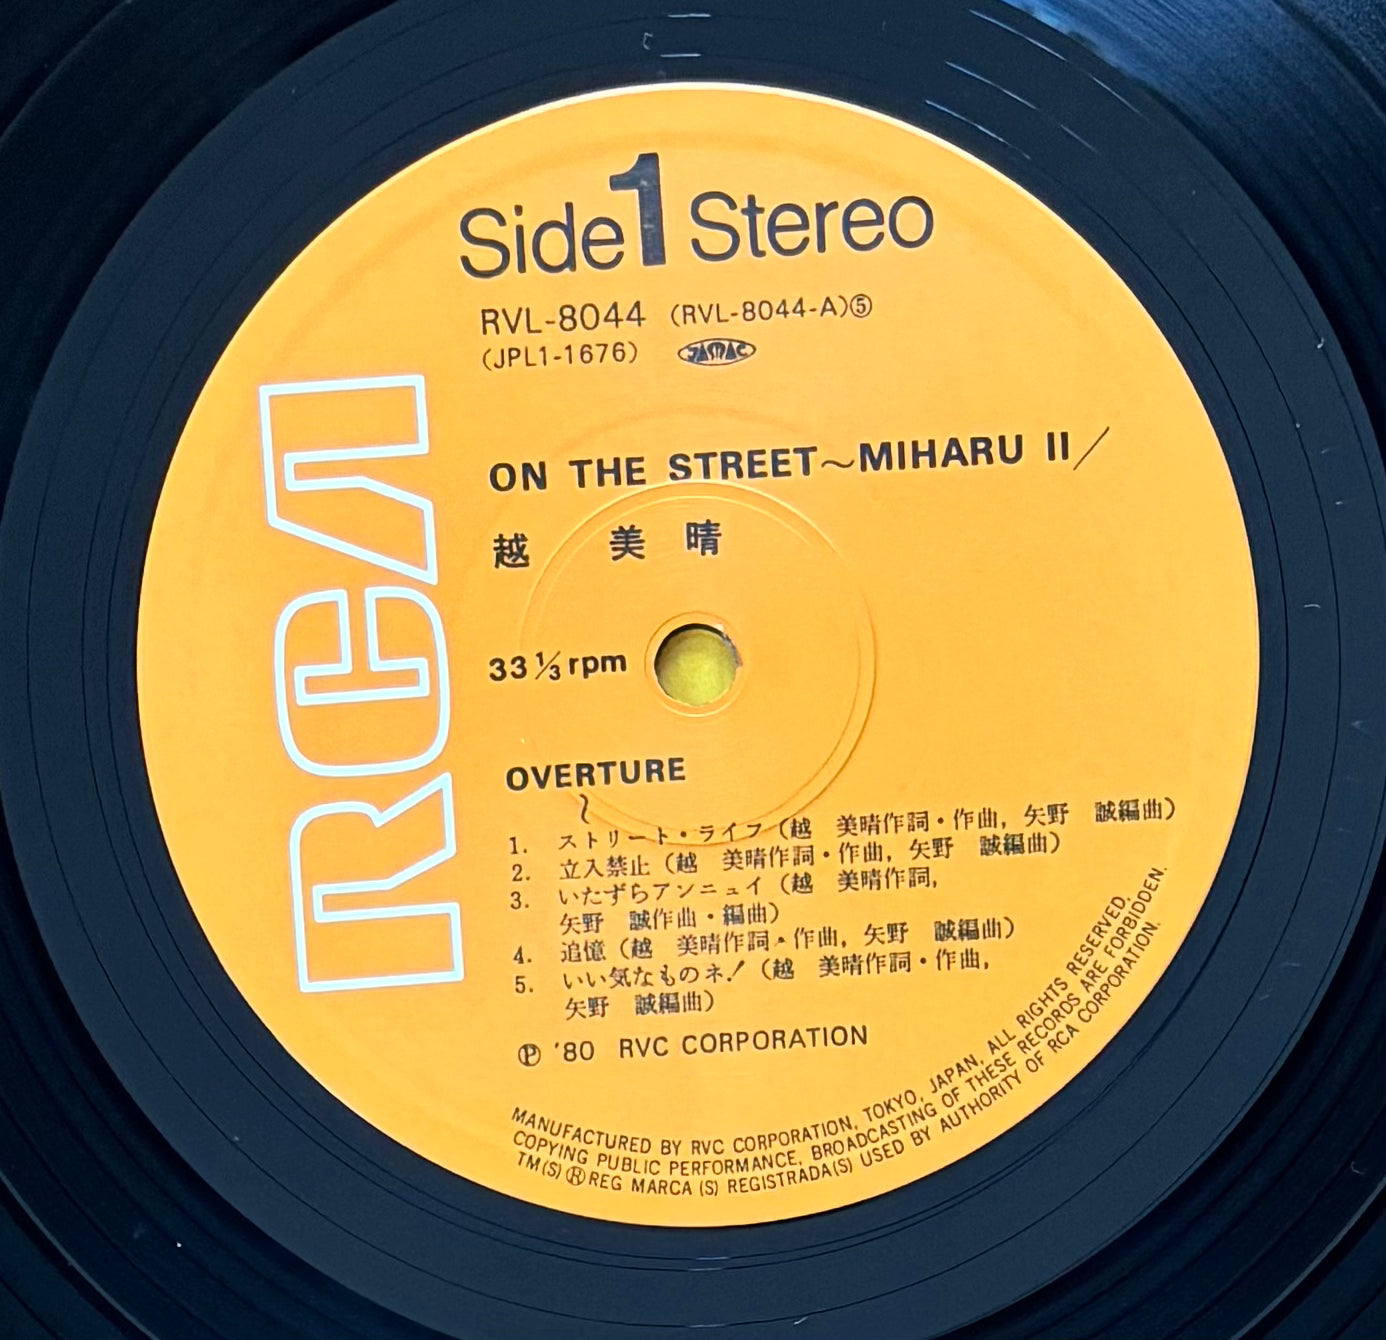 Side 1 Stereo
RVL-8044 (RVL-8044-A)⑤
(JPL1-1676) JASRAC
RCA
ON THE STREET～MIHARU II／
越 美晴
33 1/3 rpm
OVERTURE
～
1. ストリート・ライフ（越 美晴作詞・作曲, 矢野 誠編曲）
2. 立入禁止（越 美晴作詞・作曲, 矢野 誠編曲）
3. いたずらアンニュイ（越 美晴作詞,
矢野 誠作曲・編曲）
4. 追憶（越 美晴作詞・作曲, 矢野 誠編曲）
5. いい気なものネ！（越 美晴作詞・作曲,
矢野 誠編曲）
Ⓟ '80 RVC CORPORATION
MANUFACTURED BY RVC CORPORATION, TOKYO, JAPAN, ALL RIGHTS RESERVED,
COPYING PUBLIC PERFORMANCE, BROADCASTING OF THESE RECORDS ARE FORBIDDEN.
TM(S) ® REG MARCA (S) REGISTRADA(S) USED BY AUTHORITY OF RCA CORPORATION.